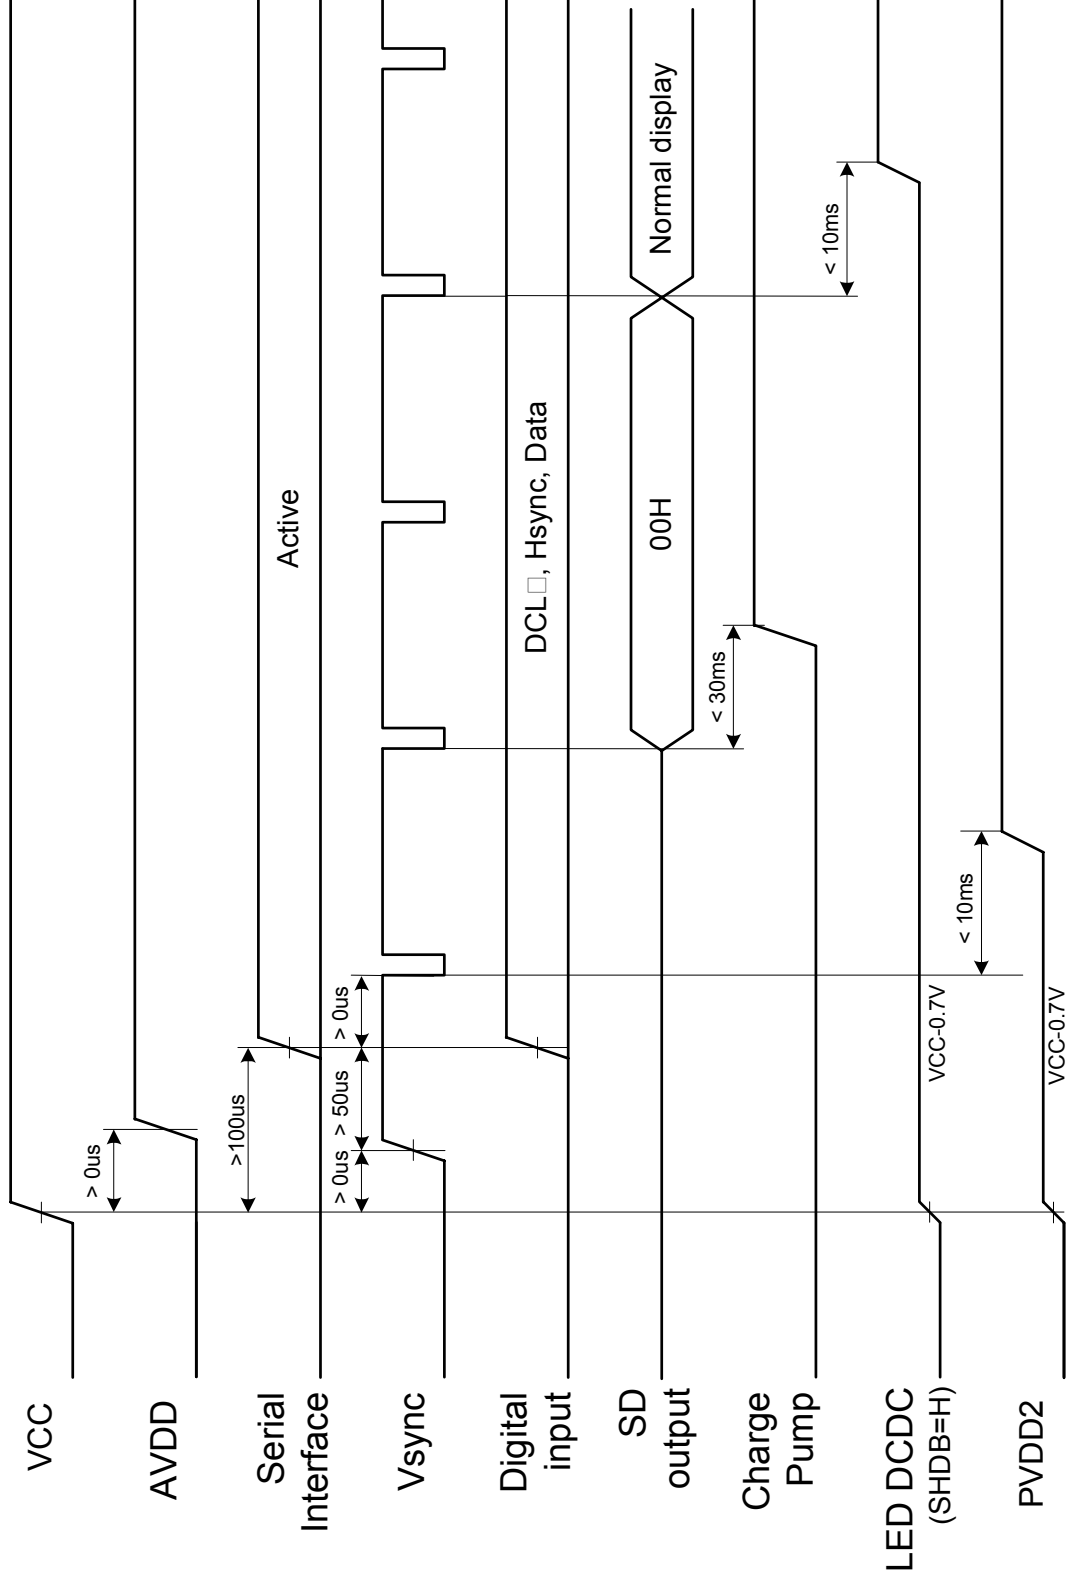 VCC
> 0us
AVDD
Serial
Interface
>100us
Active
Vsync
> 0us
> 50us
> 0us
Digital
input
DCL□, Hsync, Data
SD
output
00H
Normal display
Charge
Pump
< 30ms
LED DCDC
(SHDB=H)
VCC-0.7V
< 10ms
PVDD2
VCC-0.7V
< 10ms